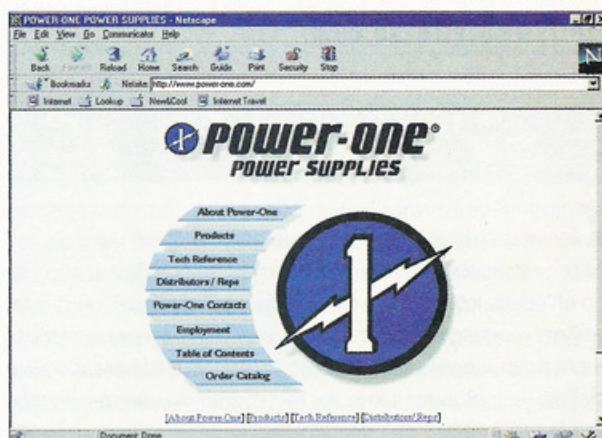 POWER-ONE POWER SUPPLIES - Netscape
File Edit View Go Communicator Help
Back Forward Reload Home Search Guide Print Security Stop
Bookmarks Netsite: http://www.power-one.com/
Internet Lookup New&Cool Internet Travel
POWER-ONE®
POWER SUPPLIES
About Power-One
Products
Tech Reference
Distributors / Reps
Power-One Contacts
Employment
Table of Contents
Order Catalog
1
[About Power-One] [Products] [Tech Reference] [Distributors/ Reps]
Document: Done
N